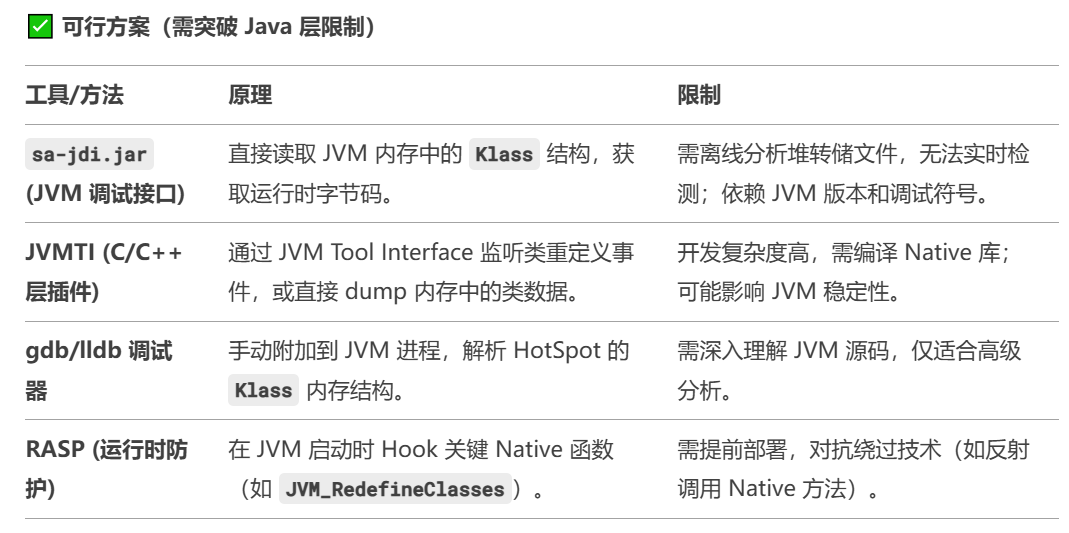 ✅ 可行方案（需突破 Java 层限制）
工具/方法 原理 限制
sa-jdi.jar 直接读取 JVM 内存中的 Klass 结构，获 需离线分析堆转储文件，无法实时检
(JVM 调试接口) 取运行时字节码。 测；依赖 JVM 版本和调试符号。
JVMTI (C/C++ 通过 JVM Tool Interface 监听类重定义事 开发复杂度高，需编译 Native 库；
层插件) 件，或直接 dump 内存中的类数据。 可能影响 JVM 稳定性。
gdb/lldb 调试 手动附加到 JVM 进程，解析 HotSpot 的 需深入理解 JVM 源码，仅适合高级
器 Klass 内存结构。 分析。
RASP (运行时防 在 JVM 启动时 Hook 关键 Native 函数 需提前部署，对抗绕过技术（如反射
护) （如 JVM_RedefineClasses）。 调用 Native 方法）。